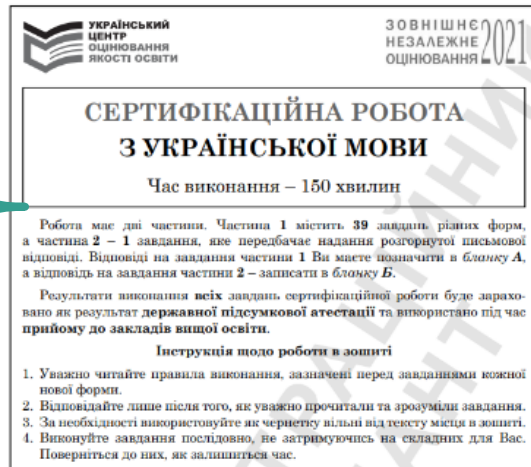 УКРАЇНСЬКИЙ
ЦЕНТР
ОЦІНЮВАННЯ
ЯКОСТІ ОСВІТИ
ЗОВНІШНЄ
НЕЗАЛЕЖНЕ
ОЦІНЮВАННЯ 2021
СЕРТИФІКАЦІЙНА РОБОТА
З УКРАЇНСЬКОЇ МОВИ
Час виконання – 150 хвилин
Робота має дві частини. Частина 1 містить 39 завдань різних форм,
а частина 2 – 1 завдання, яке передбачає надання розгорнутої письмової
відповіді. Відповіді на завдання частини 1 Ви маєте позначити в бланку А,
а відповідь на завдання частини 2 – записати в бланку Б.
Результати виконання всіх завдань сертифікаційної роботи буде зарахо-
вано як результат державної підсумкової атестації та використано під час
прийому до закладів вищої освіти.
Інструкція щодо роботи в зошиті
1. Уважно читайте правила виконання, зазначені перед завданнями кожної
нової форми.
2. Відповідайте лише після того, як уважно прочитали та зрозуміли завдання.
3. За необхідності використовуйте як чернетку вільні від тексту місця в зошиті.
4. Виконуйте завдання послідовно, не затримуючись на складних для Вас.
Поверніться до них, як залишиться час.